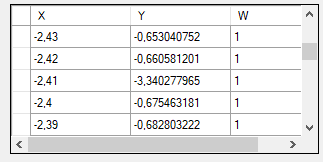 X Y W
-2,43 -0,653040752 1
-2,42 -0,660581201 1
-2,41 -3,340277965 1
-2,4 -0,675463181 1
-2,39 -0,682803222 1